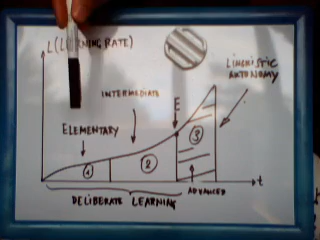 L (LEARNING RATE)
LINGUISTIC
AUTONOMY
INTERMEDIATE
E
ELEMENTARY
3
1
2
t
DELIBERATE LEARNING
ADVANCED